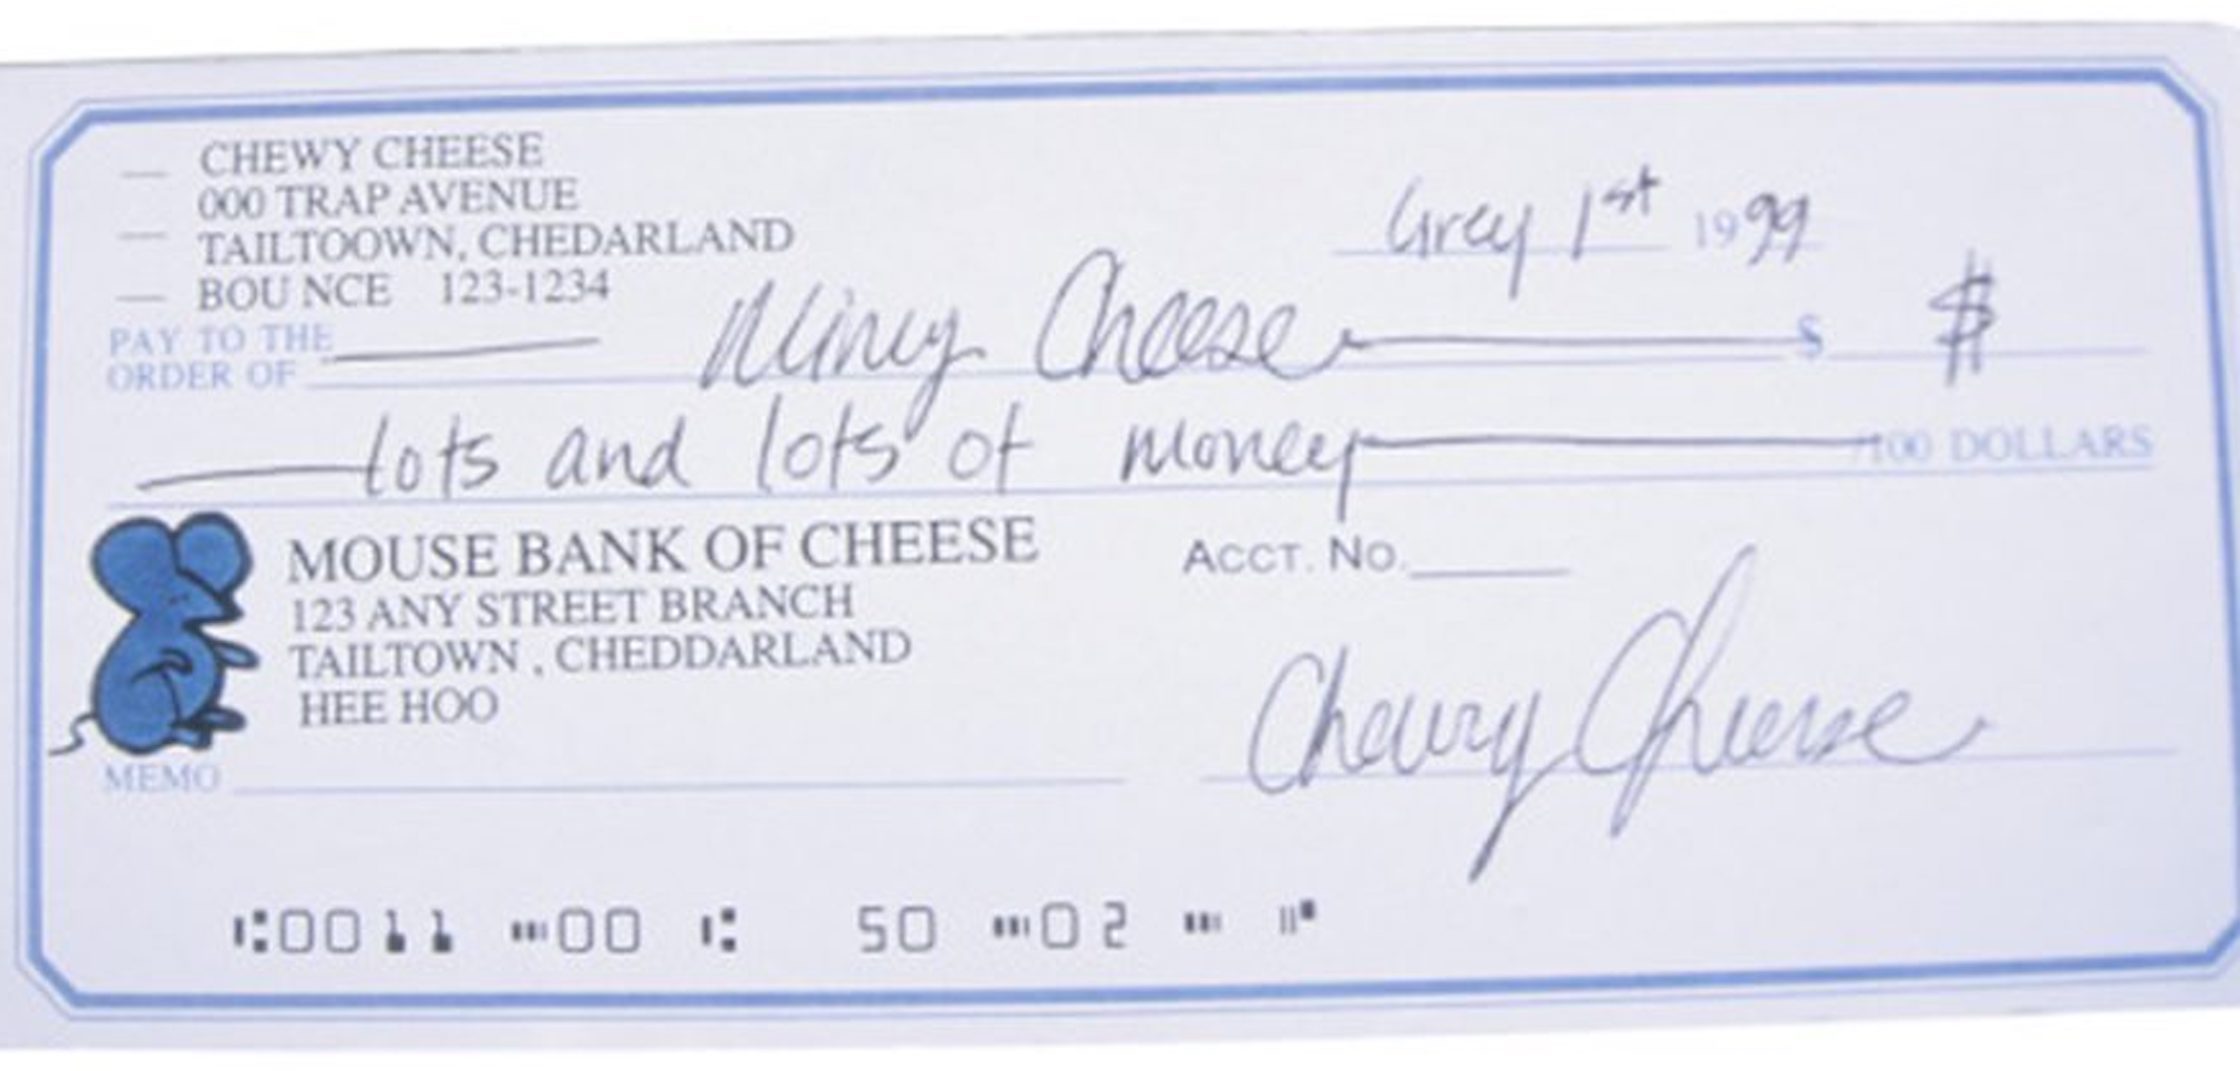 CHEWY CHEESE
000 TRAP AVENUE
TAILTOOWN, CHEDARLAND
BOU NCE 123-1234
Grey 1st 1999
PAY TO THE
ORDER OF Cheese $ $
lots and lots of money /100 DOLLARS
MOUSE BANK OF CHEESE
123 ANY STREET BRANCH
TAILTOWN , CHEDDARLAND
HEE HOO
ACCT. NO.
MEMO
Chewy Cheese
⑆0011 ⑉00 ⑆ 50 ⑉02 ⑉ ⑈